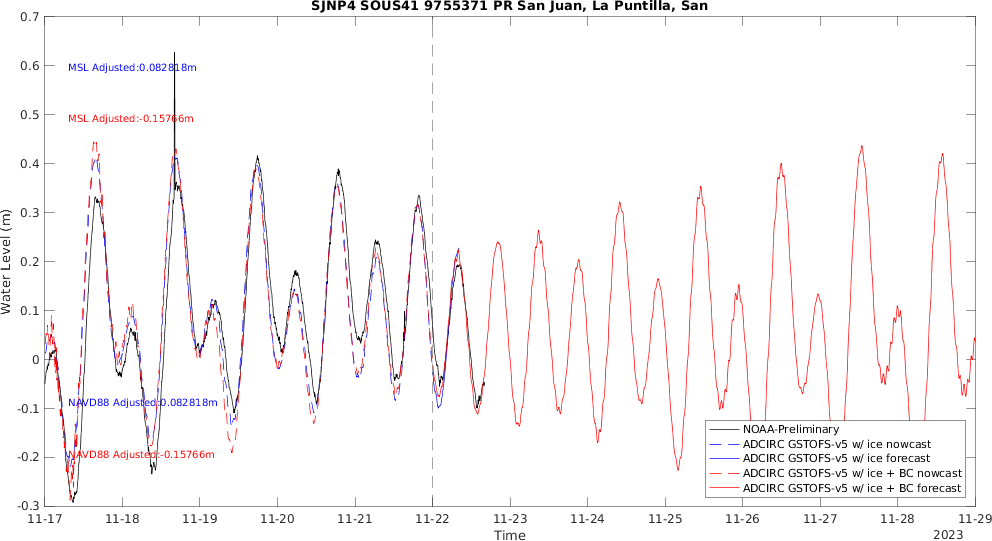 SJNP4 SOUS41 9755371 PR San Juan, La Puntilla, San
0.7
0.6
0.5
0.4
0.3
0.2
0.1
0
-0.1
-0.2
-0.3
Water Level (m)
MSL Adjusted:0.082818m
MSL Adjusted:-0.15766m
NAVD88 Adjusted:0.082818m
NAVD88 Adjusted:-0.15766m
NOAA-Preliminary
ADCIRC GSTOFS-v5 w/ ice nowcast
ADCIRC GSTOFS-v5 w/ ice forecast
ADCIRC GSTOFS-v5 w/ ice + BC nowcast
ADCIRC GSTOFS-v5 w/ ice + BC forecast
11-17 11-18 11-19 11-20 11-21 11-22 11-23 11-24 11-25 11-26 11-27 11-28 11-29
Time
2023